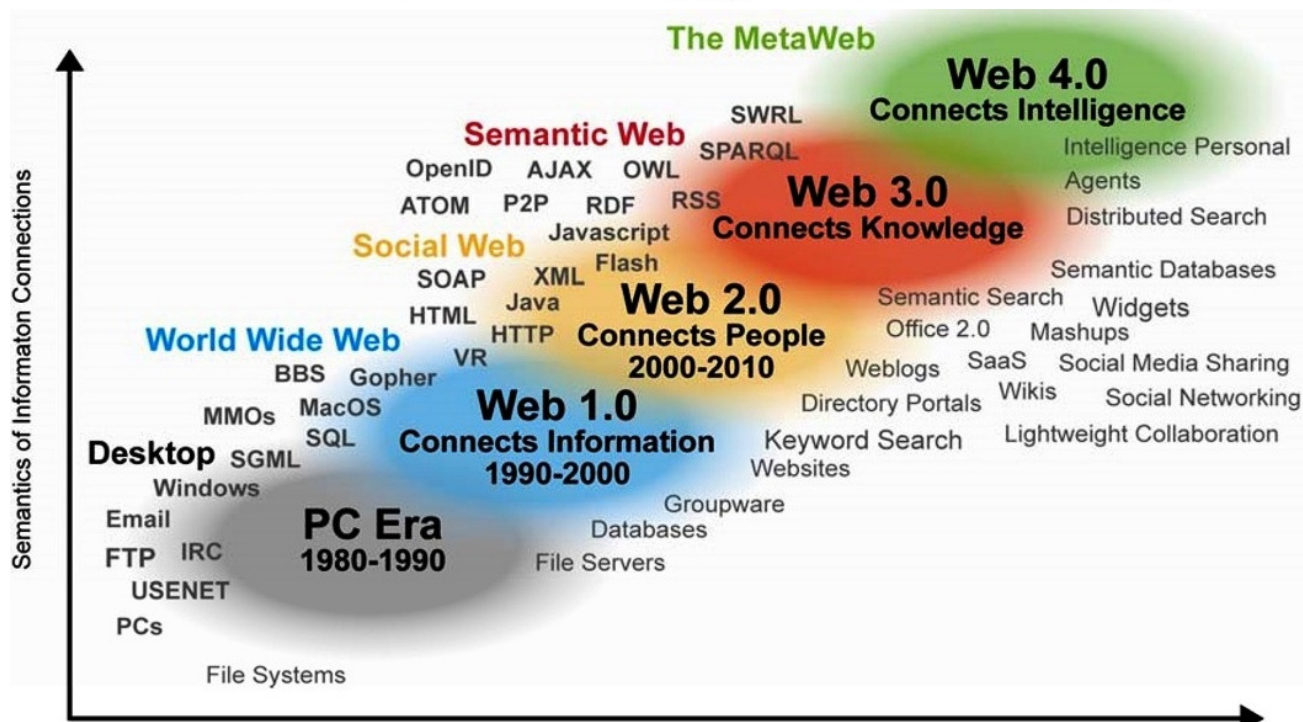 The MetaWeb
Web 4.0
Connects Intelligence
SWRL
Semantic Web
SPARQL
Intelligence Personal
Agents
OpenID AJAX OWL
Web 3.0
Connects Knowledge
ATOM P2P RDF RSS
Distributed Search
Javascript
Social Web
Flash
SOAP XML
Semantic Databases
Web 2.0
Connects People
2000-2010
Java
HTML
HTTP
Semantic Search
Widgets
Office 2.0
Mashups
World Wide Web
VR
BBS Gopher
Weblogs
SaaS
Social Media Sharing
Wikis
Social Networking
Directory Portals
MMOs
MacOS
SQL
Web 1.0
Connects Information
1990-2000
Keyword Search
Lightweight Collaboration
Websites
Desktop
SGML
Windows
Groupware
Email
PC Era
1980-1990
Databases
FTP IRC
File Servers
USENET
PCs
File Systems
Semantics of Informaton Connections